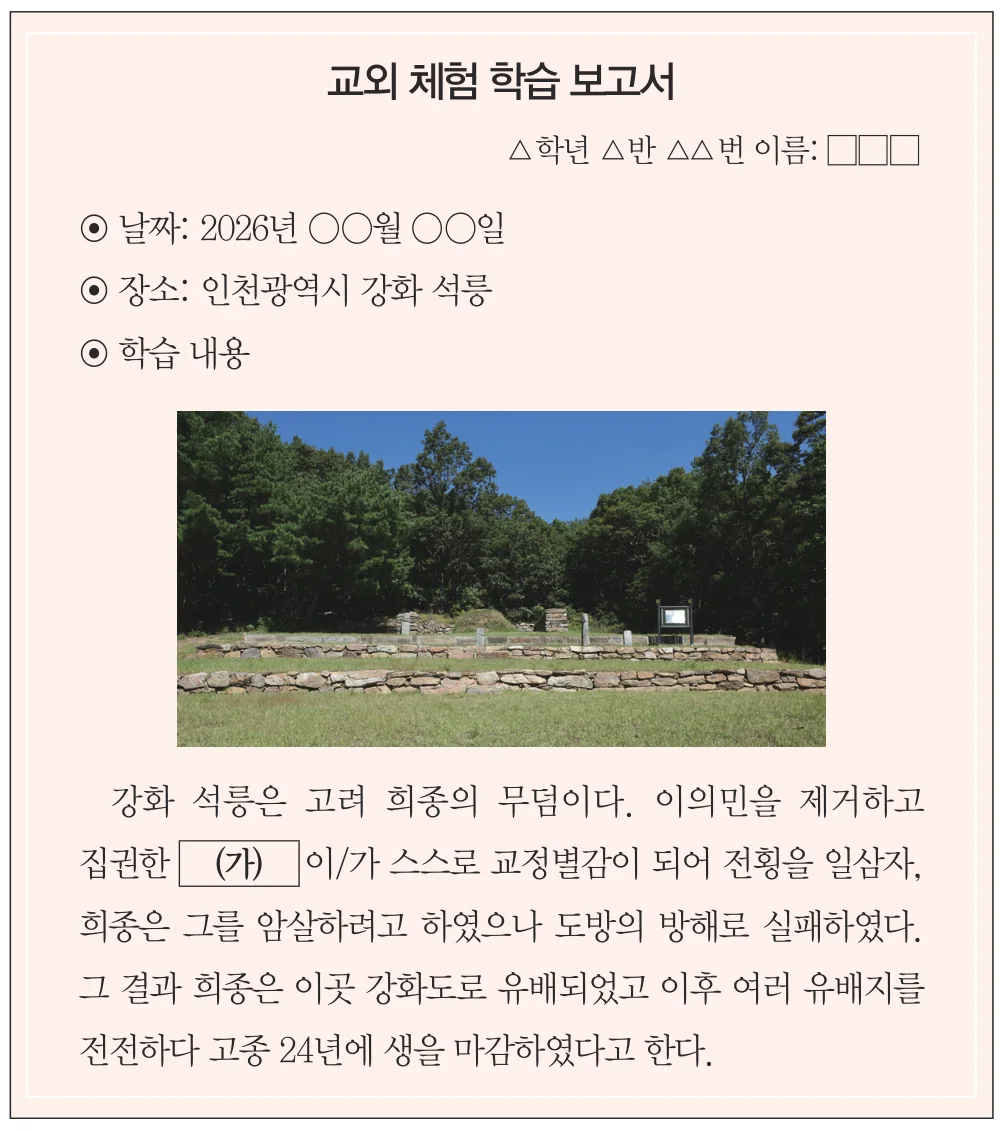 교외 체험 학습 보고서
△학년 △반 △△번 이름: □□□
⊙ 날짜: 2026년 ○○월 ○○일
⊙ 장소: 인천광역시 강화 석릉
⊙ 학습 내용
강화 석릉은 고려 희종의 무덤이다. 이의민을 제거하고
집권한 (가) 이/가 스스로 교정별감이 되어 전횡을 일삼자,
희종은 그를 암살하려고 하였으나 도방의 방해로 실패하였다.
그 결과 희종은 이곳 강화도로 유배되었고 이후 여러 유배지를
전전하다 고종 24년에 생을 마감하였다고 한다.